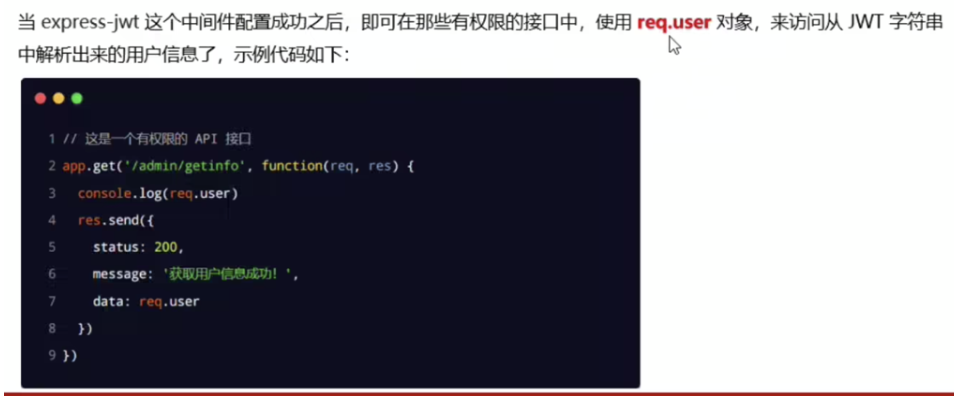 当 express-jwt 这个中间件配置成功之后，即可在那些有权限的接口中，使用 req.user 对象，来访问从 JWT 字符串
中解析出来的用户信息了，示例代码如下：
1 // 这是一个有权限的 API 接口
2 app.get('/admin/getinfo', function(req, res) {
3 console.log(req.user)
4 res.send({
5 status: 200,
6 message: '获取用户信息成功！',
7 data: req.user
8 })
9 })